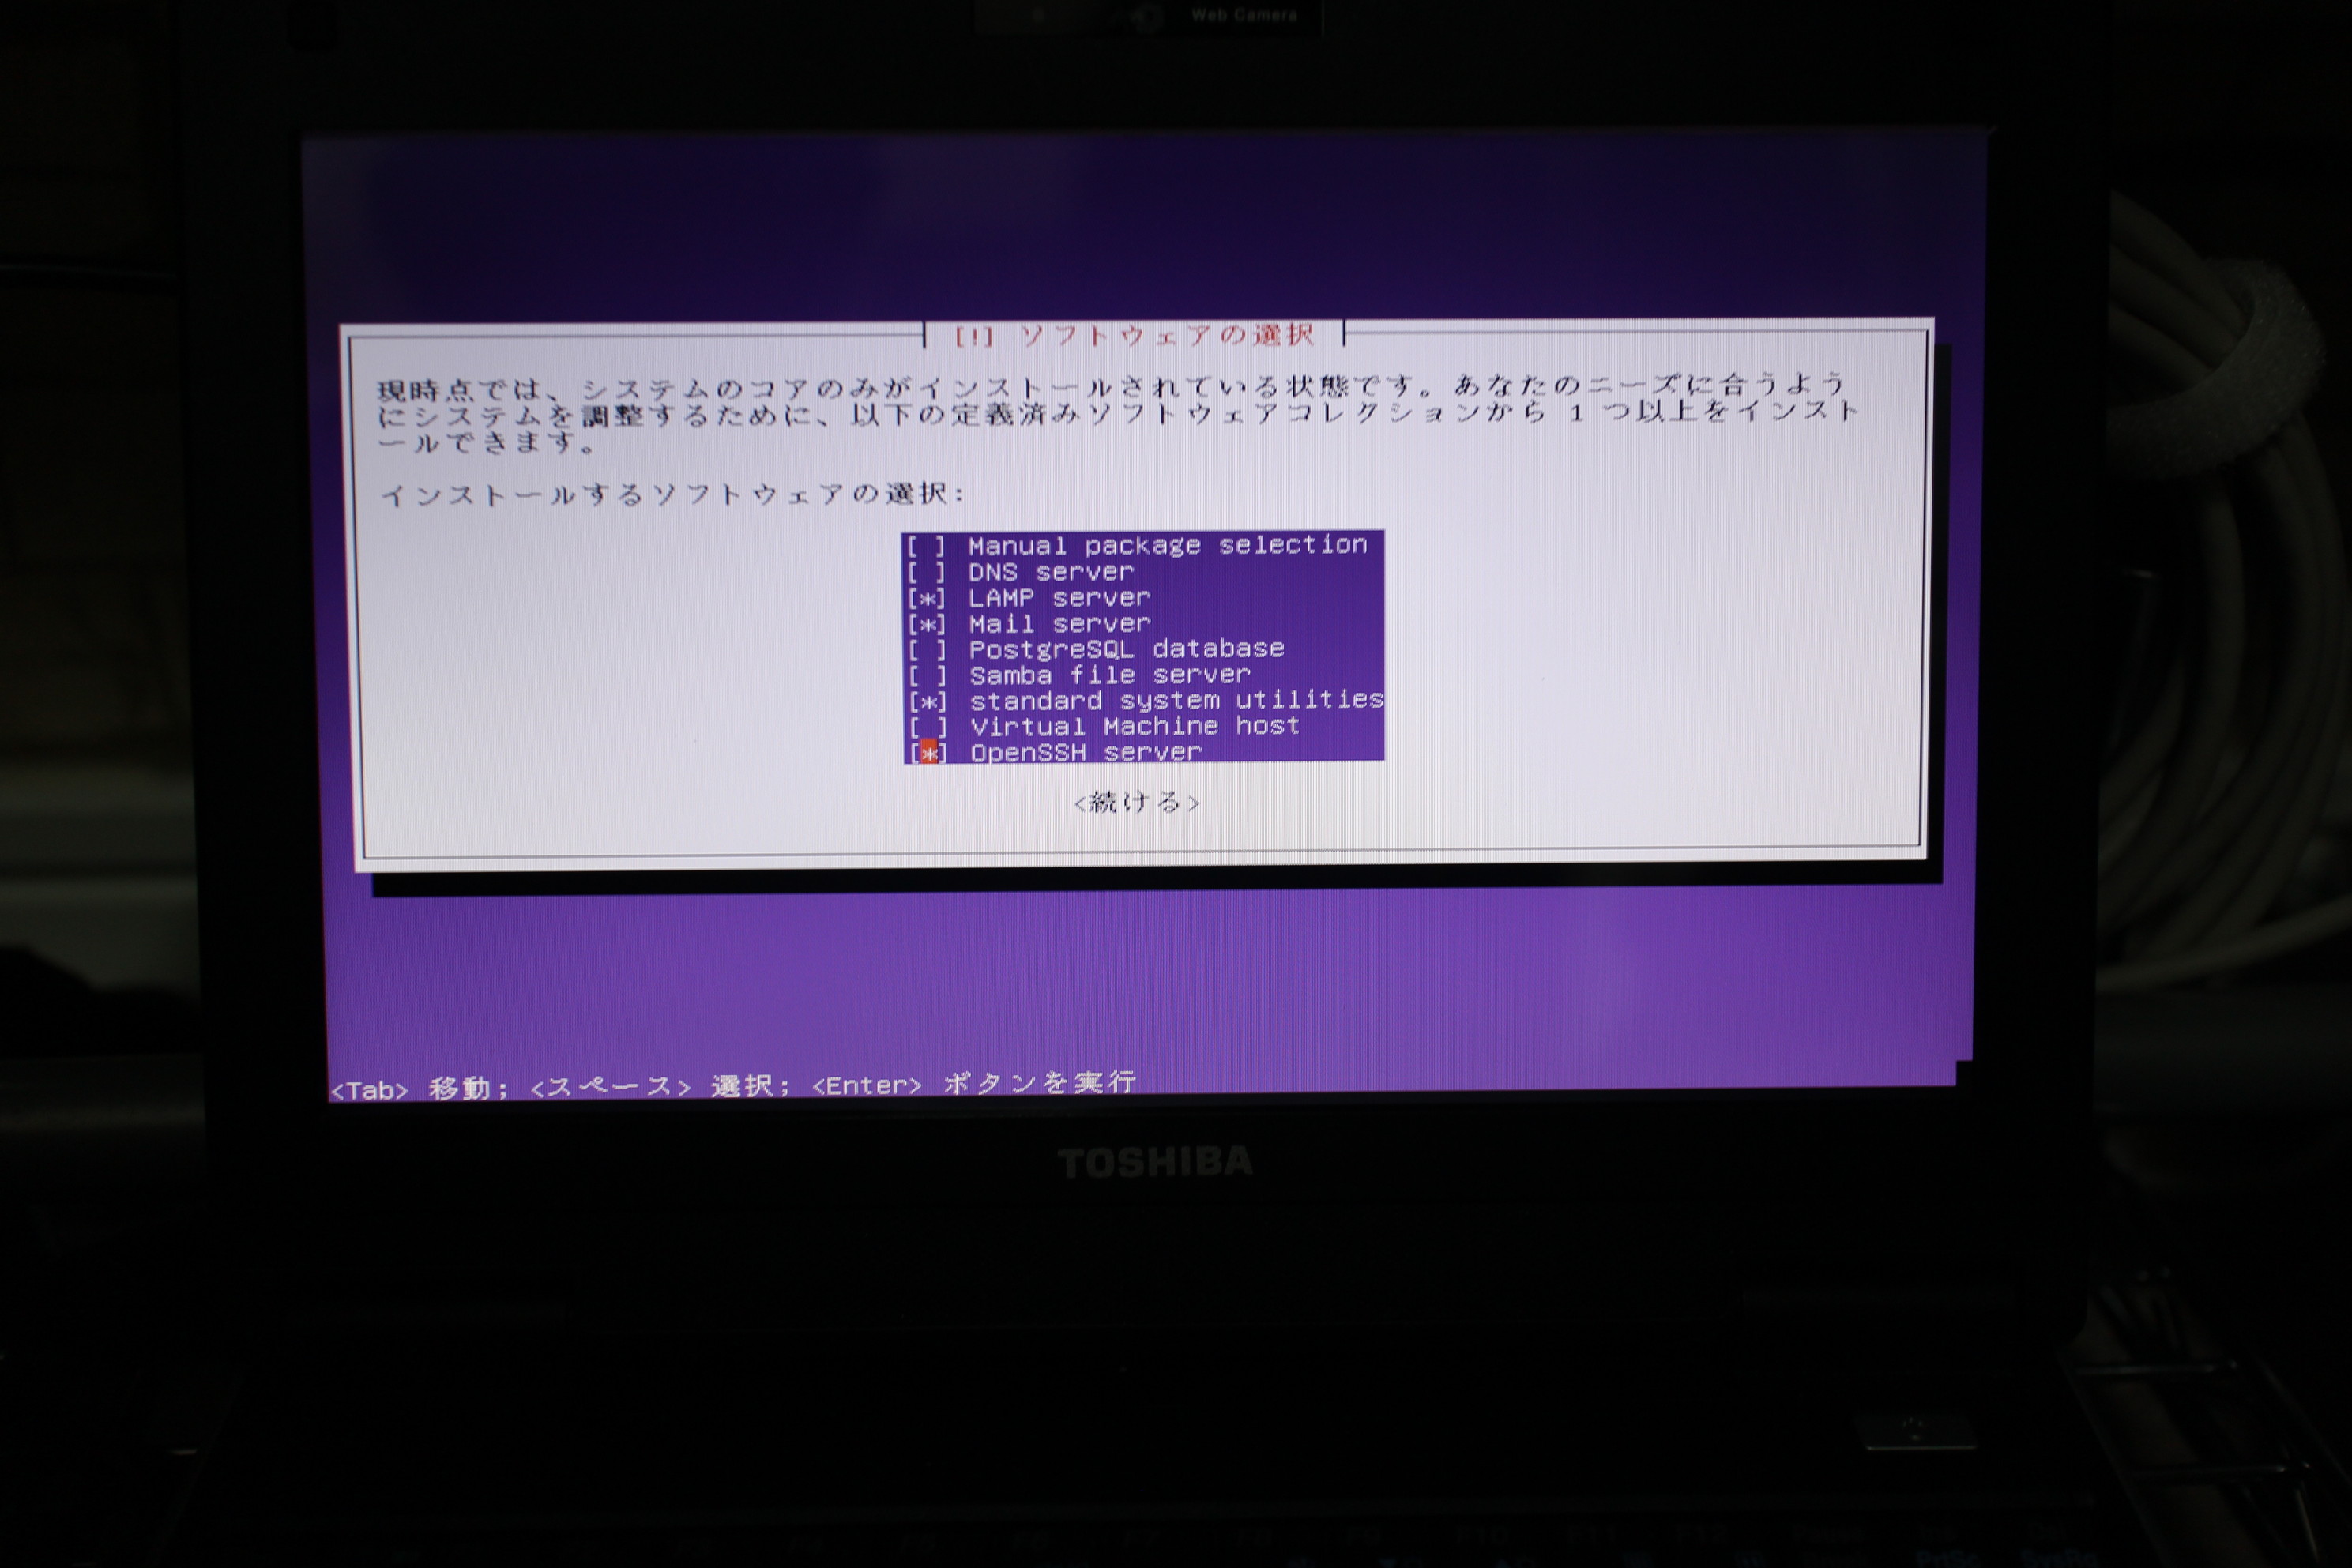 Web Camera
[!] ソフトウェアの選択
現時点では、システムのコアのみがインストールされている状態です。あなたのニーズに合うよう
にシステムを調整するために、以下の定義済みソフトウェアコレクションから 1 つ以上をインスト
ールできます。
インストールするソフトウェアの選択:
[ ] Manual package selection
[ ] DNS server
[*] LAMP server
[*] Mail server
[ ] PostgreSQL database
[ ] Samba file server
[*] standard system utilities
[ ] Virtual Machine host
[*] OpenSSH server
<続ける>
<Tab> 移動; <スペース> 選択; <Enter> ボタンを実行
TOSHIBA